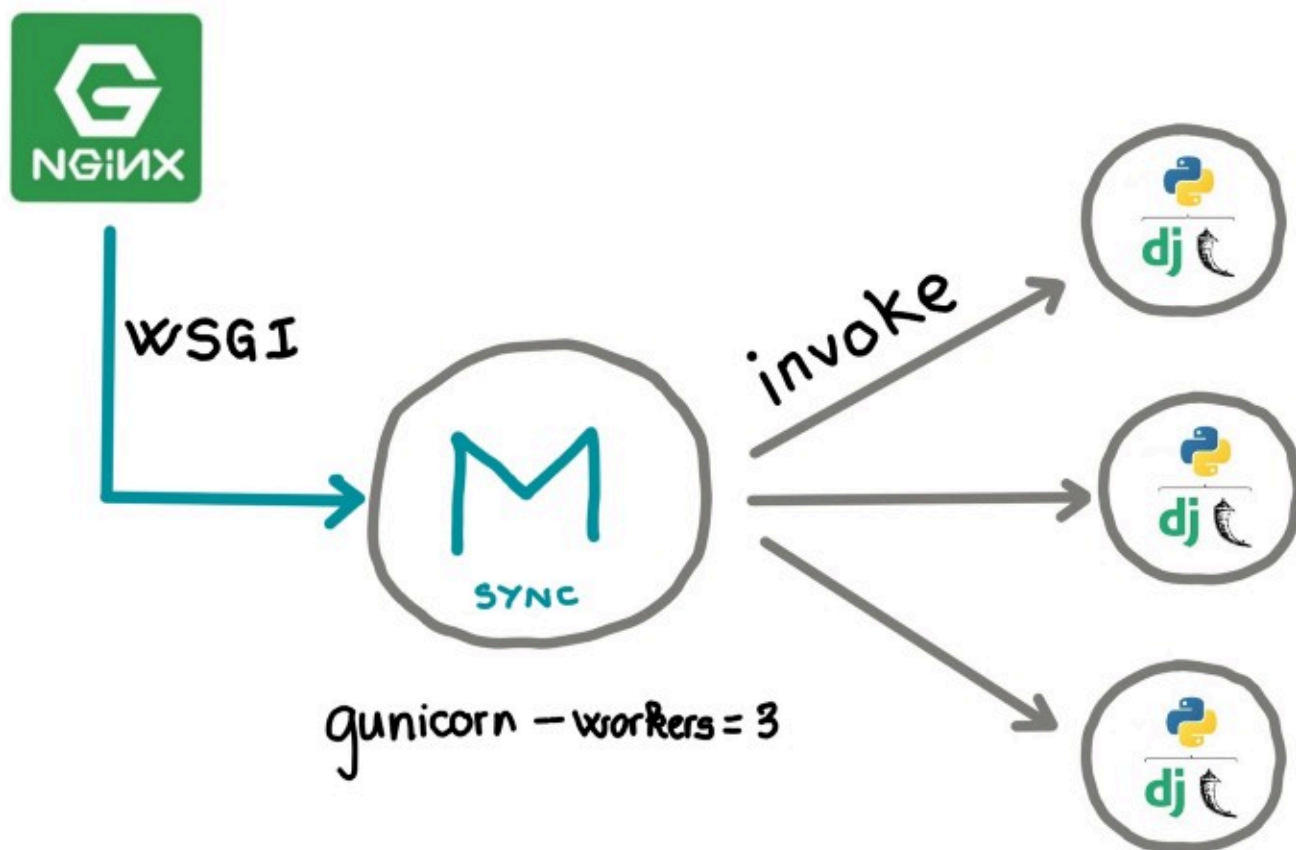 NGiNX
WSGI
invoke
M
SYNC
gunicorn - workers = 3
dj
dj
dj